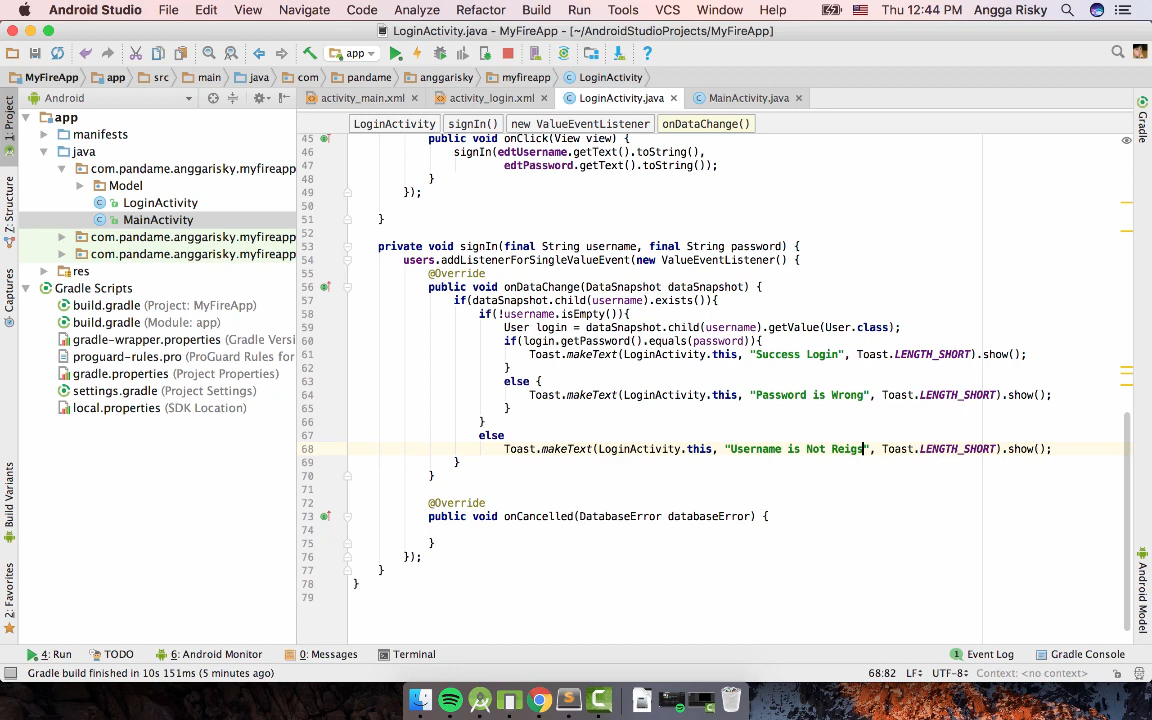 Android Studio File Edit View Navigate Code Analyze Refactor Build Run Tools VCS Window Help Thu 12:44 PM Angga Risky
LoginActivity.java - MyFireApp - [~/AndroidStudioProjects/MyFireApp]
app
MyFireApp app src main java com pandame anggarisky myfireapp LoginActivity
Android activity_main.xml activity_login.xml LoginActivity.java MainActivity.java
LoginActivity signIn() new ValueEventListener onDataChange()
1: Project
Z: Structure
Captures
Build Variants
2: Favorites
app
manifests
java
com.pandame.anggarisky.myfireapp
Model
LoginActivity
MainActivity
com.pandame.anggarisky.myfireapp
com.pandame.anggarisky.myfireapp
res
Gradle Scripts
build.gradle (Project: MyFireApp)
build.gradle (Module: app)
gradle-wrapper.properties (Gradle Versi
proguard-rules.pro (ProGuard Rules for
gradle.properties (Project Properties)
settings.gradle (Project Settings)
local.properties (SDK Location)
45 public void onClick(View view) {
46 signIn(edtUsername.getText().toString(),
47 edtPassword.getText().toString());
48 }
49 });
50
51 }
52
53 private void signIn(final String username, final String password) {
54 users.addListenerForSingleValueEvent(new ValueEventListener() {
55 @Override
56 public void onDataChange(DataSnapshot dataSnapshot) {
57 if(dataSnapshot.child(username).exists()){
58 if(!username.isEmpty()){
59 User login = dataSnapshot.child(username).getValue(User.class);
60 if(login.getPassword().equals(password)){
61 Toast.makeText(LoginActivity.this, "Success Login", Toast.LENGTH_SHORT).show();
62 }
63 else {
64 Toast.makeText(LoginActivity.this, "Password is Wrong", Toast.LENGTH_SHORT).show();
65 }
66 }
67 else
68 Toast.makeText(LoginActivity.this, "Username is Not Reigs", Toast.LENGTH_SHORT).show();
69 }
70 }
71
72 @Override
73 public void onCancelled(DatabaseError databaseError) {
74
75 }
76 });
77 }
78 }
79
Gradle
Android Model
4: Run TODO 6: Android Monitor 0: Messages Terminal 1 Event Log Gradle Console
Gradle build finished in 10s 151ms (5 minutes ago) 68:82 LF UTF-8 Context: <no context>